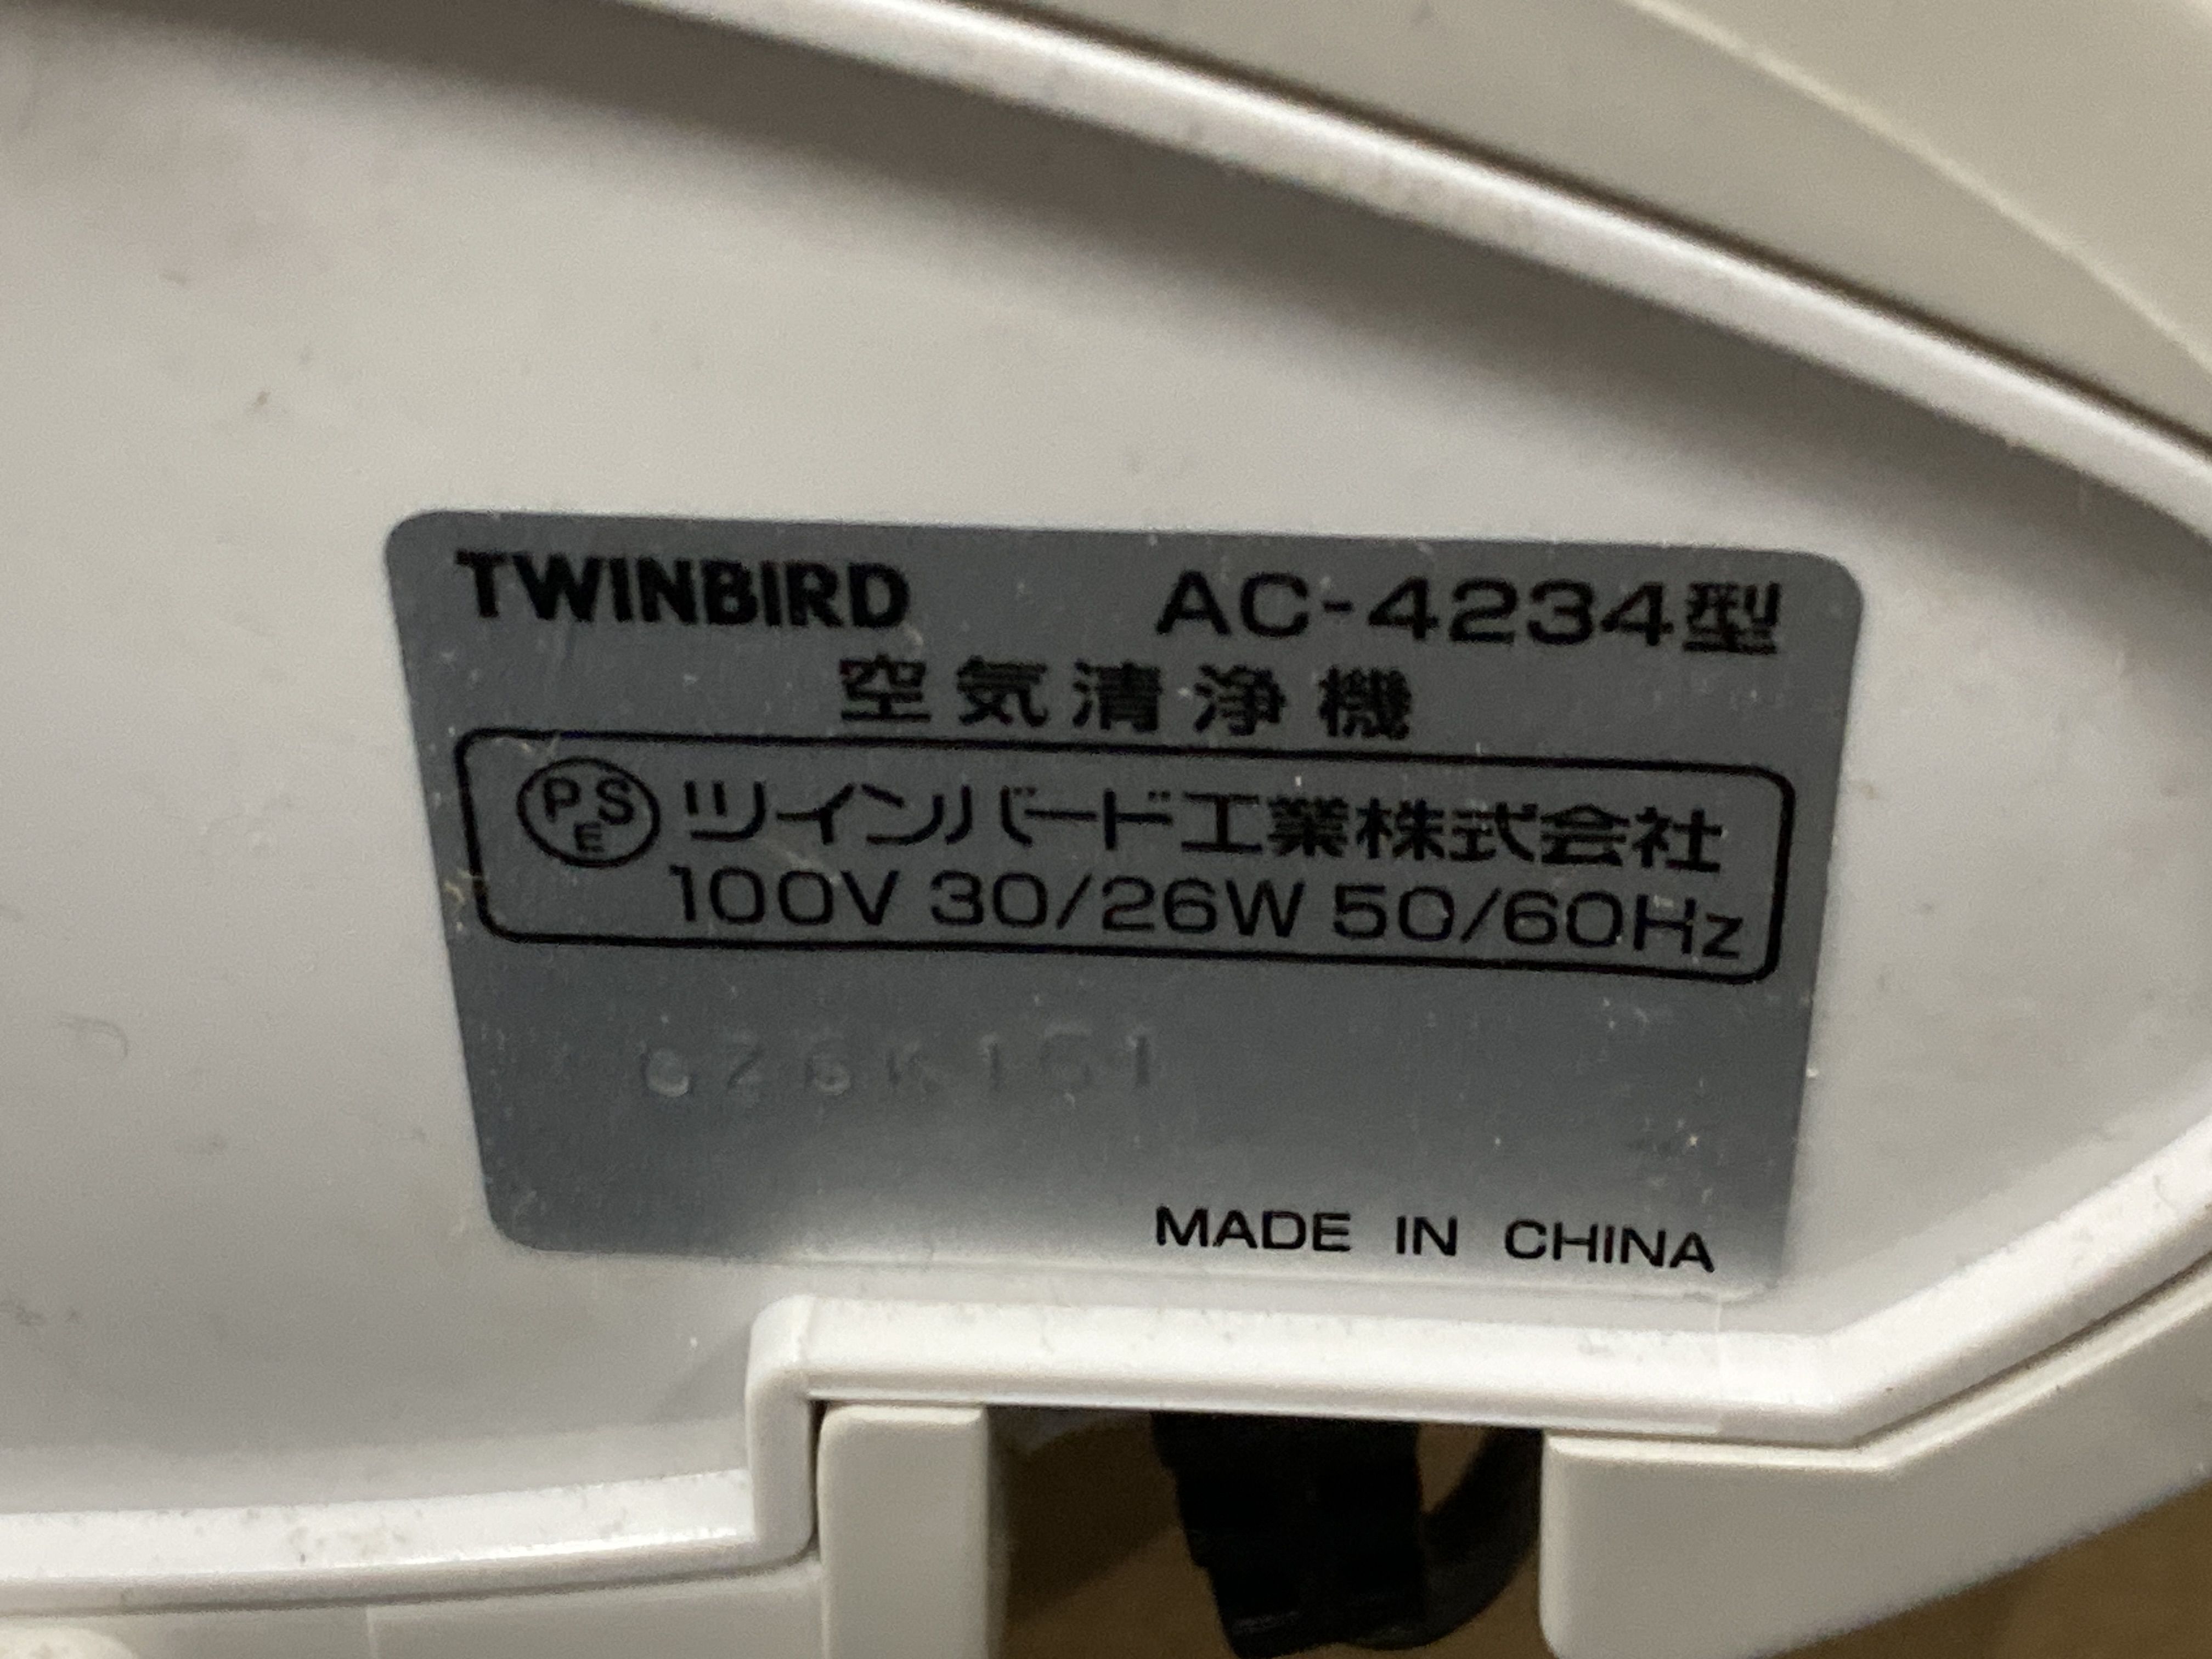 TWINBIRD AC-4234型
空気清浄機
PSE ツインバード工業株式会社
100V 30/26W 50/60Hz
MADE IN CHINA